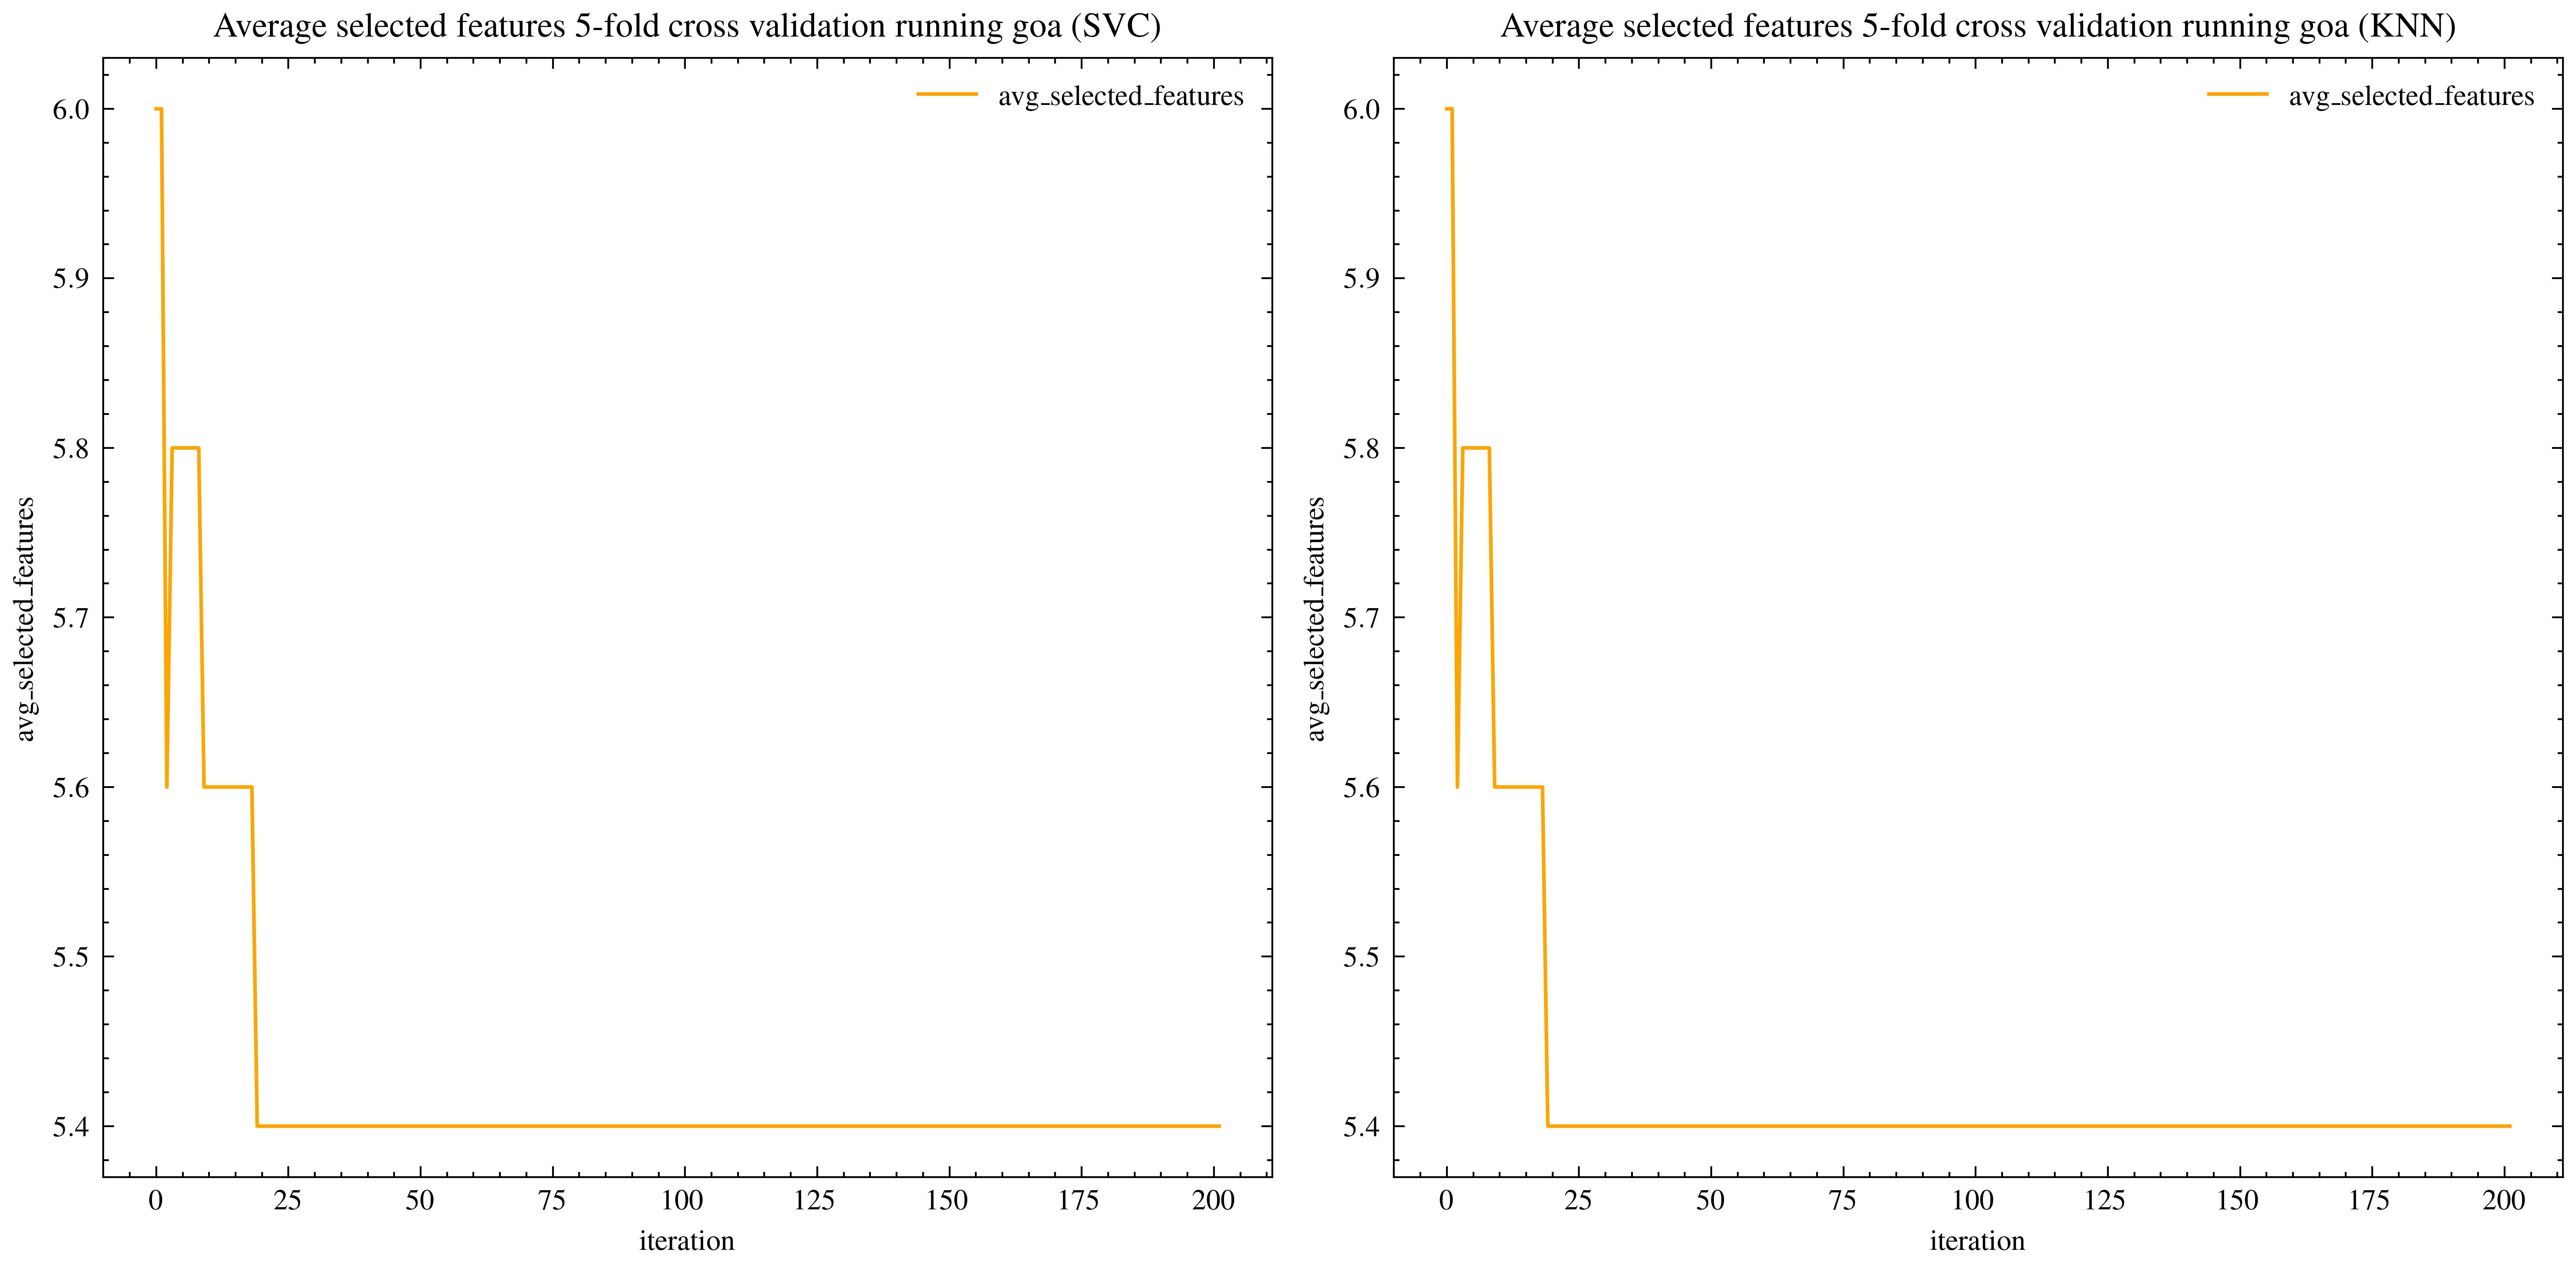 Average selected features 5-fold cross validation running goa (SVC)
avg_selected_features
6.0
5.9
5.8
5.7
5.6
5.5
5.4
avg_selected_features
0 25 50 75 100 125 150 175 200
iteration
Average selected features 5-fold cross validation running goa (KNN)
avg_selected_features
6.0
5.9
5.8
5.7
5.6
5.5
5.4
avg_selected_features
0 25 50 75 100 125 150 175 200
iteration